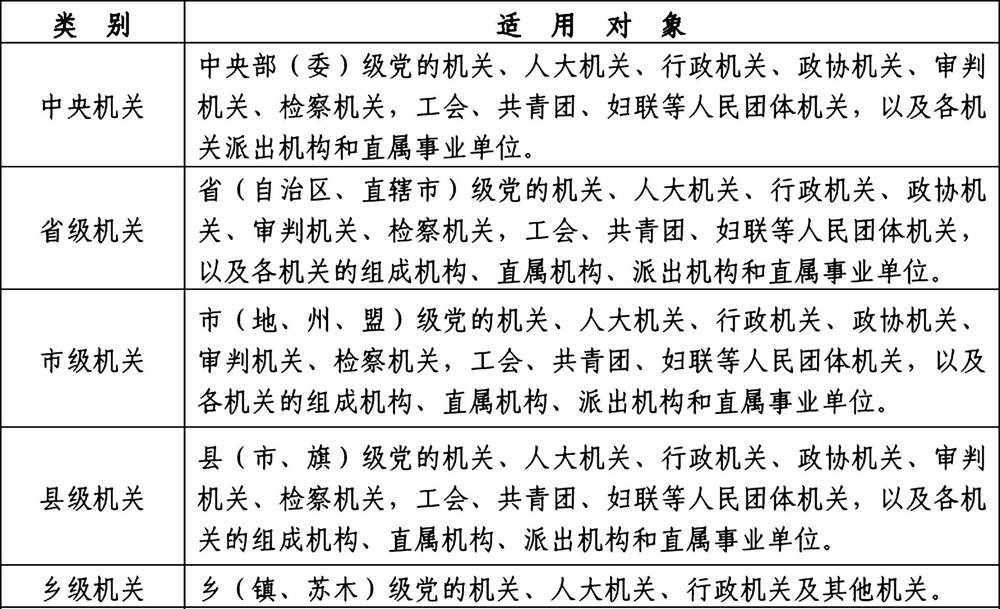 类 别 适 用 对 象
中央机关
中央部（委）级党的机关、人大机关、行政机关、政协机关、审判
机关、检察机关，工会、共青团、妇联等人民团体机关，以及各机
关派出机构和直属事业单位。
省级机关
省（自治区、直辖市）级党的机关、人大机关、行政机关、政协机
关、审判机关、检察机关，工会、共青团、妇联等人民团体机关，
以及各机关的组成机构、直属机构、派出机构和直属事业单位。
市级机关
市（地、州、盟）级党的机关、人大机关、行政机关、政协机关、
审判机关、检察机关，工会、共青团、妇联等人民团体机关，以及
各机关的组成机构、直属机构、派出机构和直属事业单位。
县级机关
县（市、旗）级党的机关、人大机关、行政机关、政协机关、审判
机关、检察机关，工会、共青团、妇联等人民团体机关，以及各机
关的组成机构、直属机构、派出机构和直属事业单位。
乡级机关
乡（镇、苏木）级党的机关、人大机关、行政机关及其他机关。